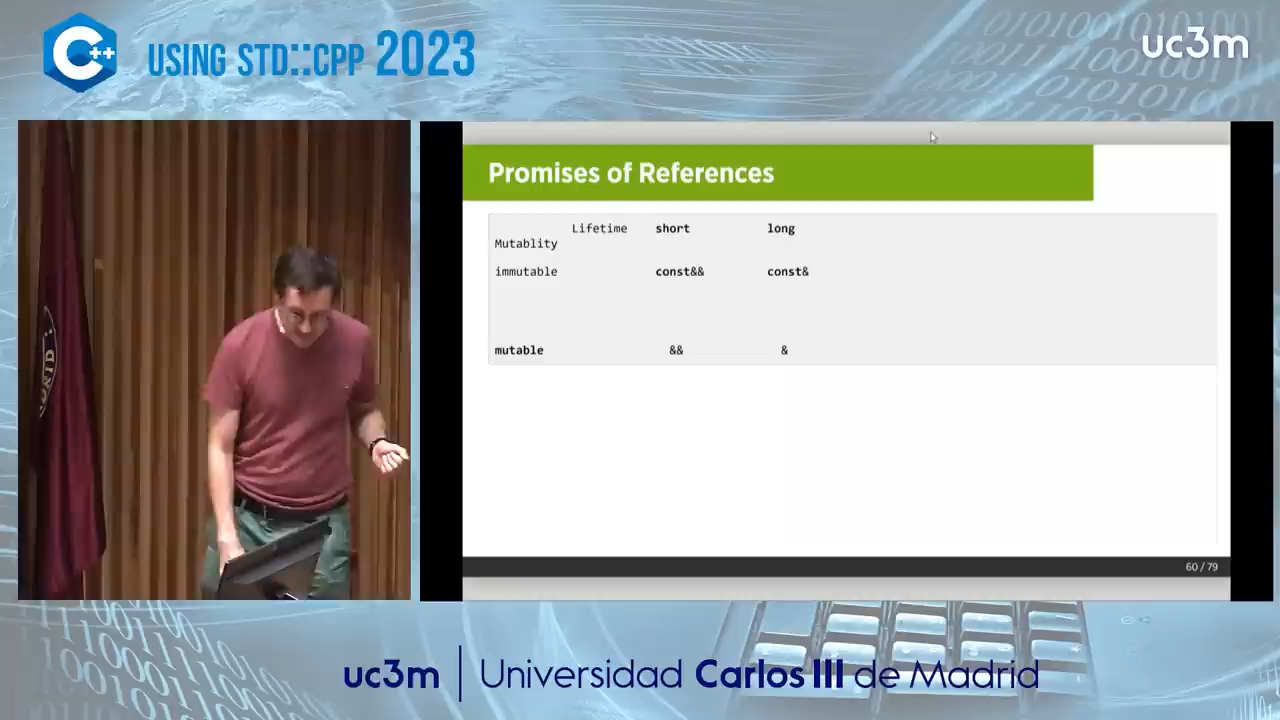 C++
USING STD::CPP 2023
uc3m
Promises of References
Lifetime short long
Mutablity
immutable const&& const&
mutable && &
60 / 79
uc3m | Universidad Carlos III de Madrid